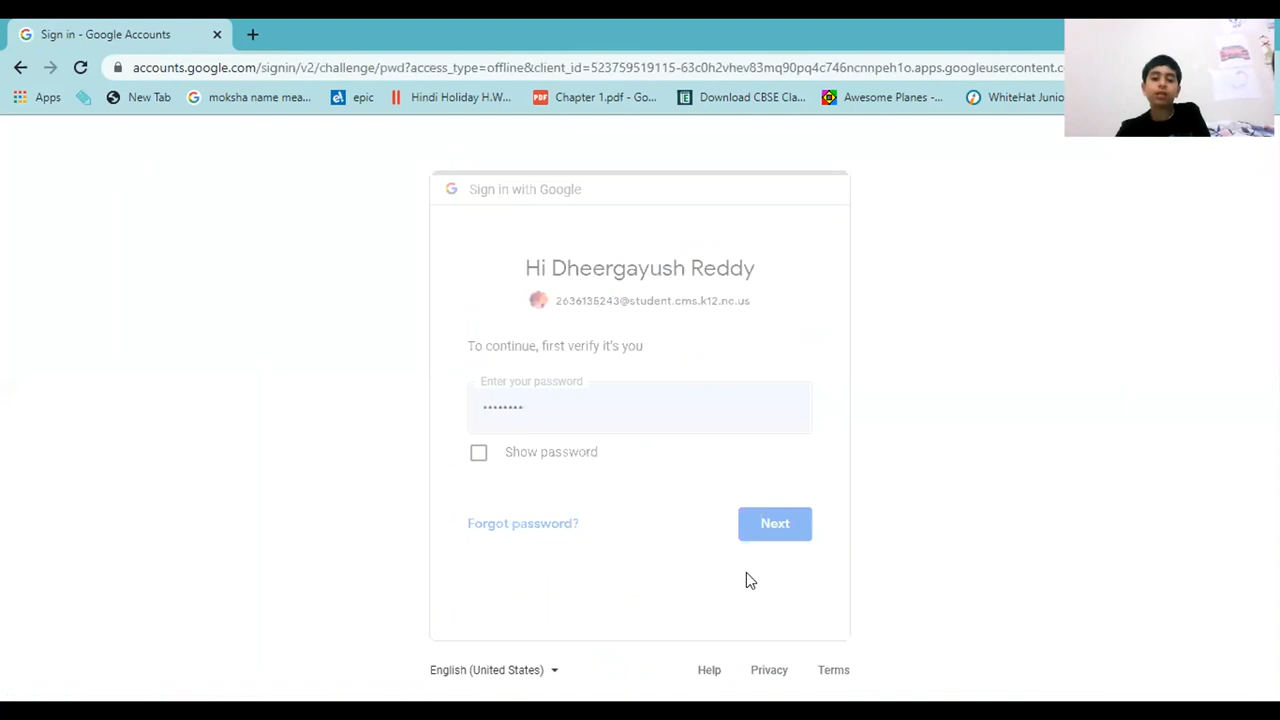 Sign in - Google Accounts
accounts.google.com/signin/v2/challenge/pwd?access_type=offline&client_id=523759519115-63c0h2vhev83mq90pq4c746ncnnpeh1o.apps.googleusercontent.c
Apps New Tab moksha name mea... epic Hindi Holiday H.W... Chapter 1.pdf - Go... Download CBSE Cla... Awesome Planes -... WhiteHat Junio
Sign in with Google
Hi Dheergayush Reddy
2636135243@student.cms.k12.nc.us
To continue, first verify it's you
Enter your password
••••••••
Show password
Forgot password?
Next
English (United States)
Help Privacy Terms